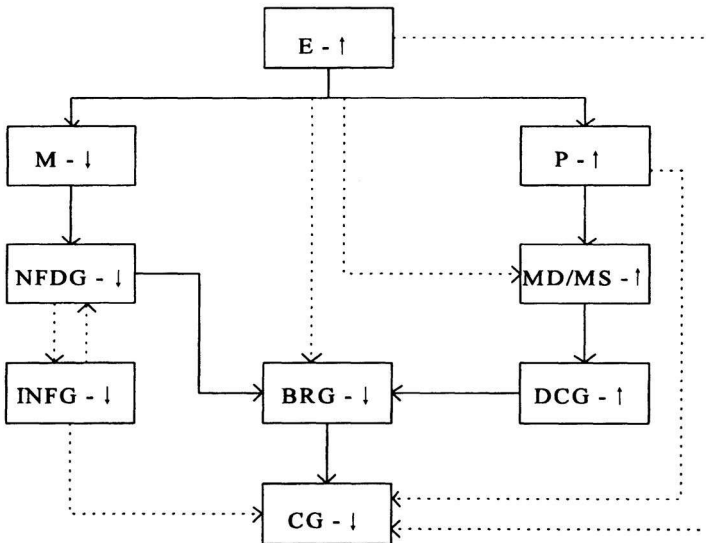 E - ↑
M - ↓
P - ↑
NFDG - ↓
MD/MS - ↑
INFG - ↓
BRG - ↓
DCG - ↑
CG - ↓